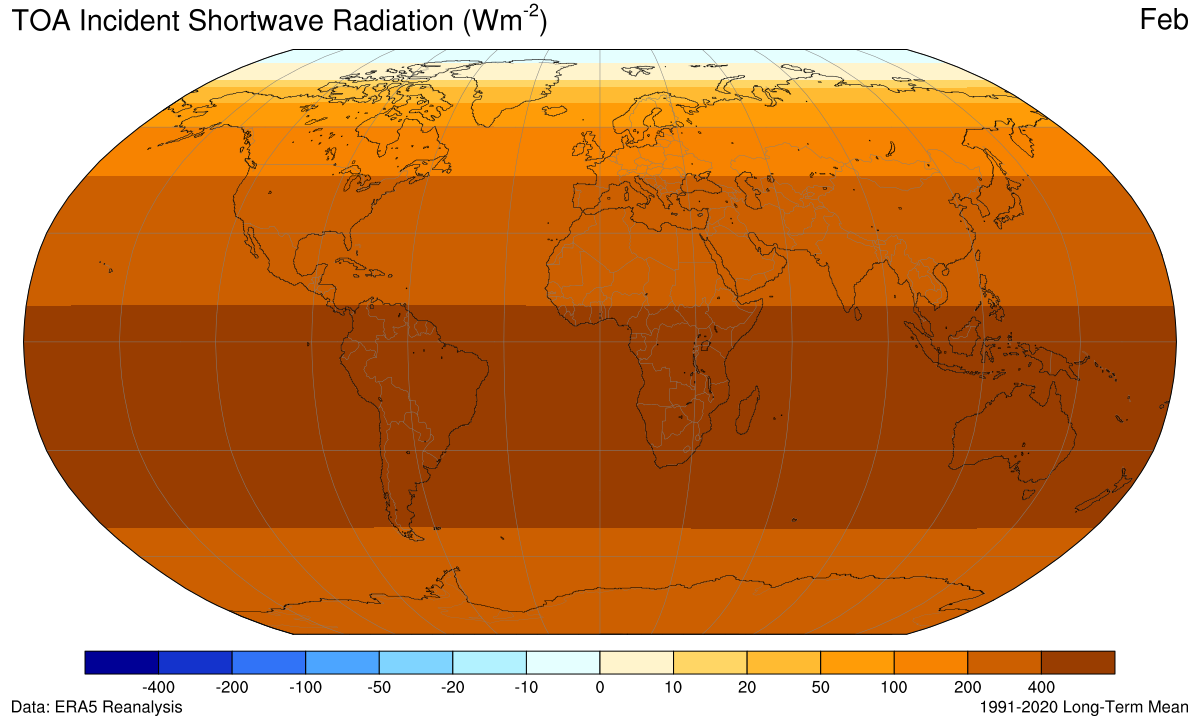 TOA Incident Shortwave Radiation (Wm-2) Feb
-400 -200 -100 -50 -20 -10 0 10 20 50 100 200 400
Data: ERA5 Reanalysis 1991-2020 Long-Term Mean